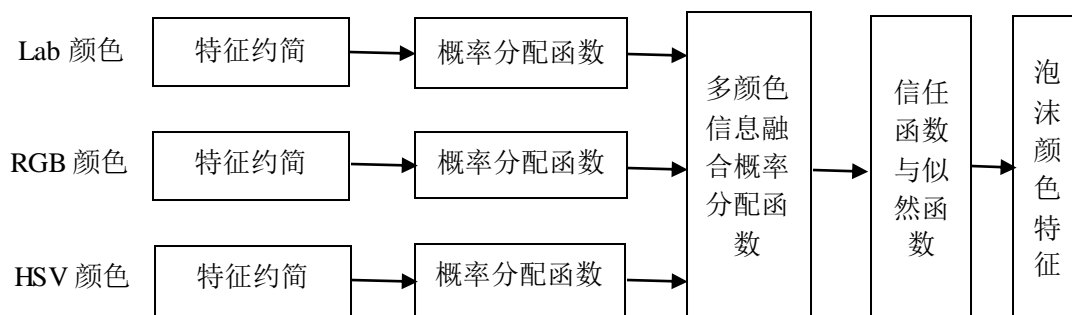 Lab 颜色
特征约简
概率分配函数
RGB 颜色
特征约简
概率分配函数
HSV 颜色
特征约简
概率分配函数
多颜色
信息融
合概率
分配函
数
信任
函数
与似
然函
数
泡
沫
颜
色
特
征